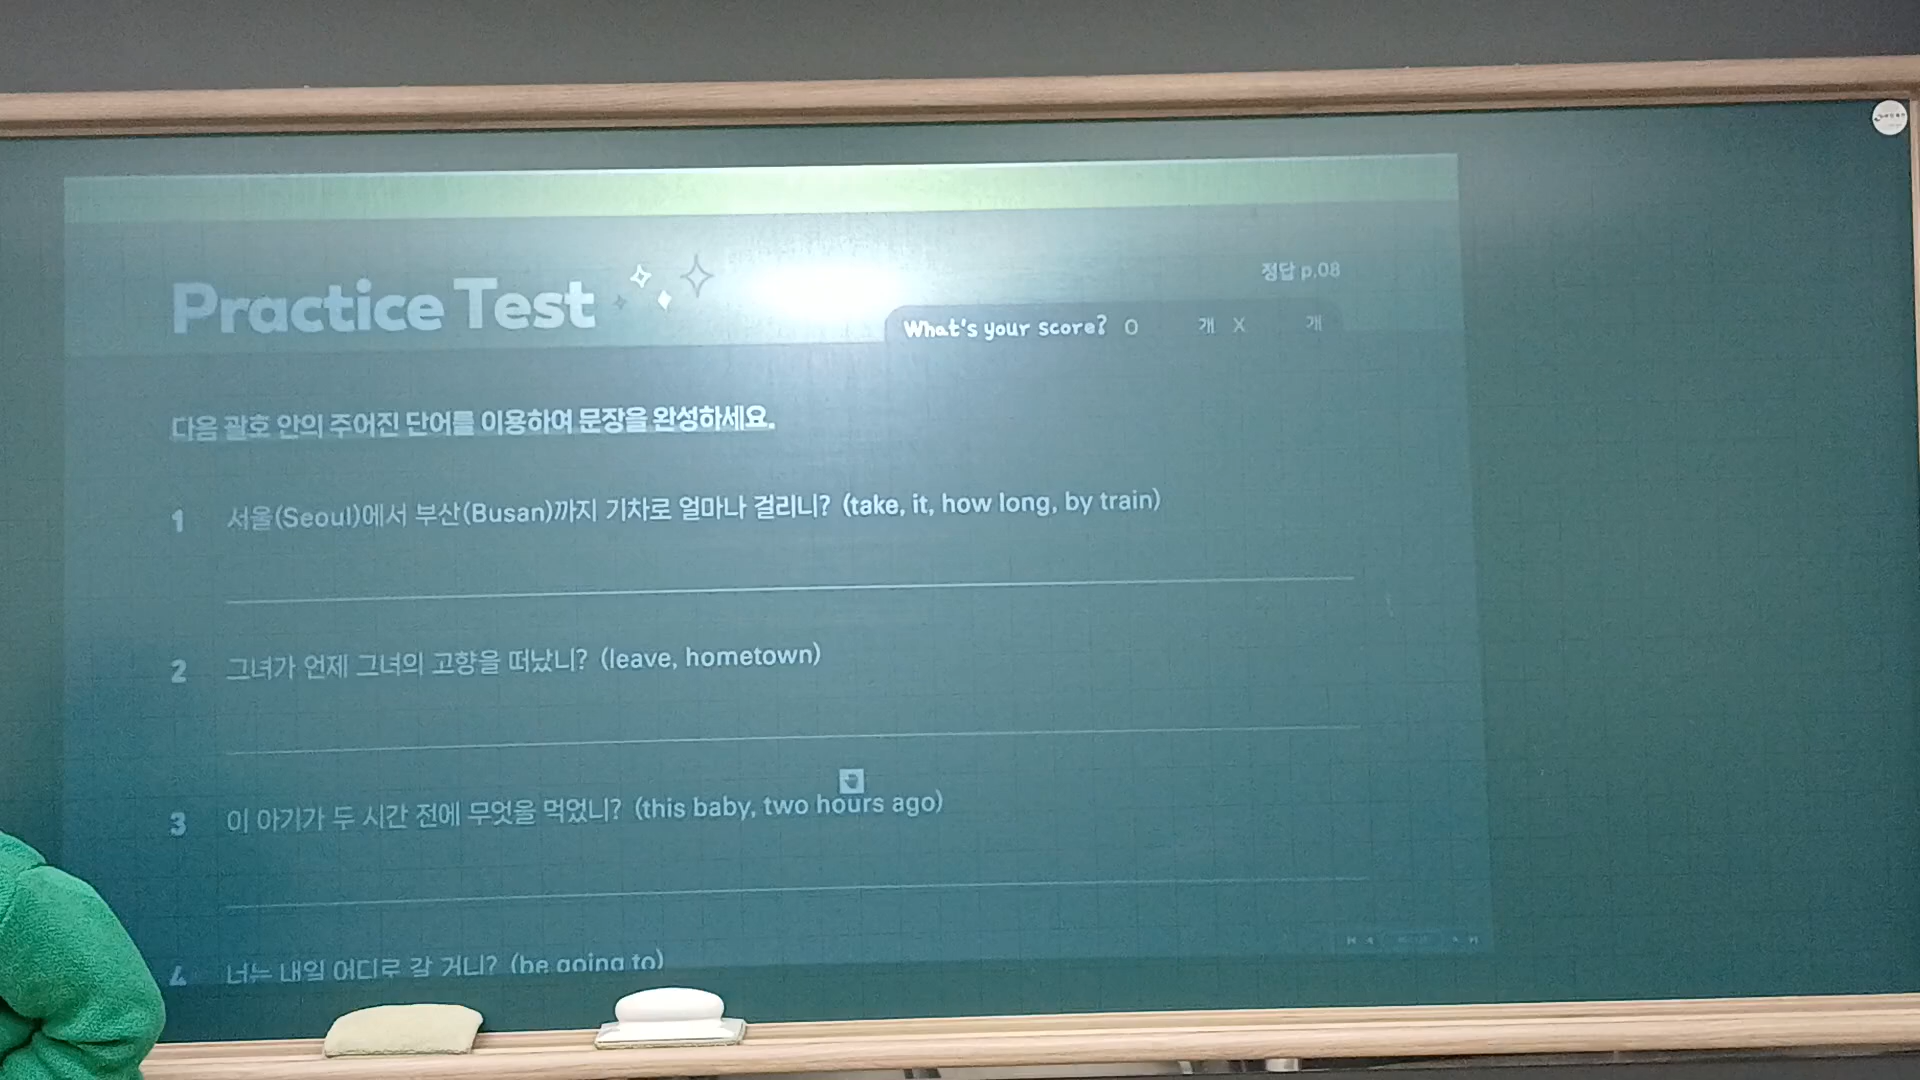 Practice Test
정답 p.08
What's your score? O 개 X 개
다음 괄호 안의 주어진 단어를 이용하여 문장을 완성하세요.
1 서울(Seoul)에서 부산(Busan)까지 기차로 얼마나 걸리니? (take, it, how long, by train)
2 그녀가 언제 그녀의 고향을 떠났니? (leave, hometown)
3 이 아기가 두 시간 전에 무엇을 먹었니? (this baby, two hours ago)
4 너는 내일 어디로 갈 거니? (be going to)